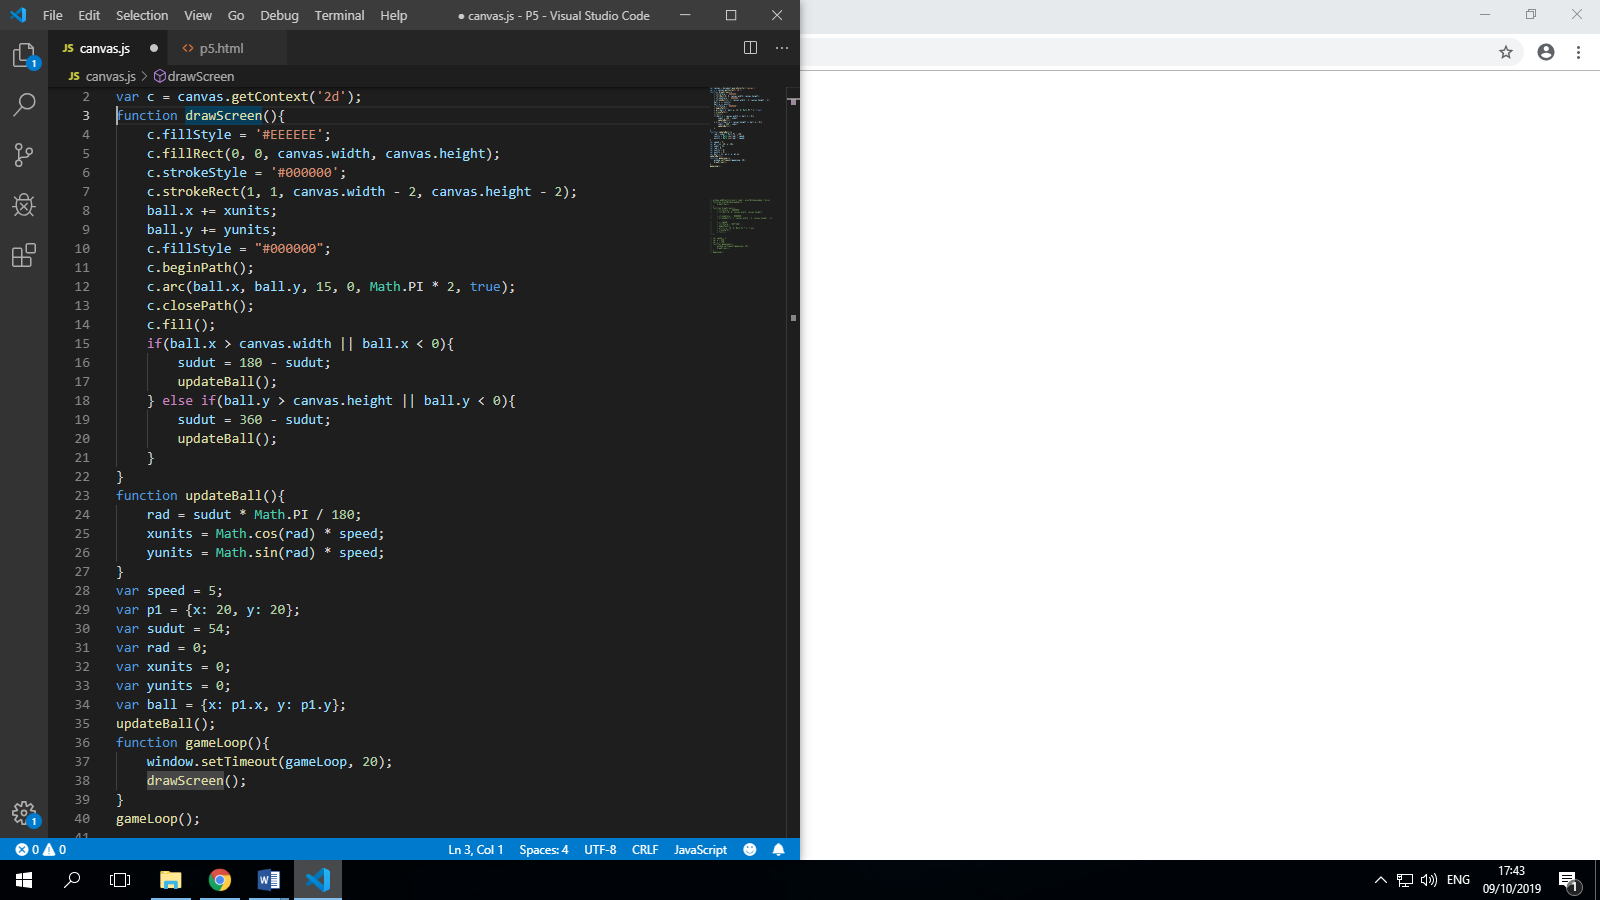 File Edit Selection View Go Debug Terminal Help ● canvas.js - P5 - Visual Studio Code
JS canvas.js ● <> p5.html
JS canvas.js > drawScreen
2 var c = canvas.getContext('2d');
3 function drawScreen(){
4 c.fillStyle = '#EEEEEE';
5 c.fillRect(0, 0, canvas.width, canvas.height);
6 c.strokeStyle = '#000000';
7 c.strokeRect(1, 1, canvas.width - 2, canvas.height - 2);
8 ball.x += xunits;
9 ball.y += yunits;
10 c.fillStyle = "#000000";
11 c.beginPath();
12 c.arc(ball.x, ball.y, 15, 0, Math.PI * 2, true);
13 c.closePath();
14 c.fill();
15 if(ball.x > canvas.width || ball.x < 0){
16 sudut = 180 - sudut;
17 updateBall();
18 } else if(ball.y > canvas.height || ball.y < 0){
19 sudut = 360 - sudut;
20 updateBall();
21 }
22 }
23 function updateBall(){
24 rad = sudut * Math.PI / 180;
25 xunits = Math.cos(rad) * speed;
26 yunits = Math.sin(rad) * speed;
27 }
28 var speed = 5;
29 var p1 = {x: 20, y: 20};
30 var sudut = 54;
31 var rad = 0;
32 var xunits = 0;
33 var yunits = 0;
34 var ball = {x: p1.x, y: p1.y};
35 updateBall();
36 function gameLoop(){
37 window.setTimeout(gameLoop, 20);
38 drawScreen();
39 }
40 gameLoop();
41
1
1
0 0 Ln 3, Col 1 Spaces: 4 UTF-8 CRLF JavaScript
ENG 17:43
09/10/2019
1